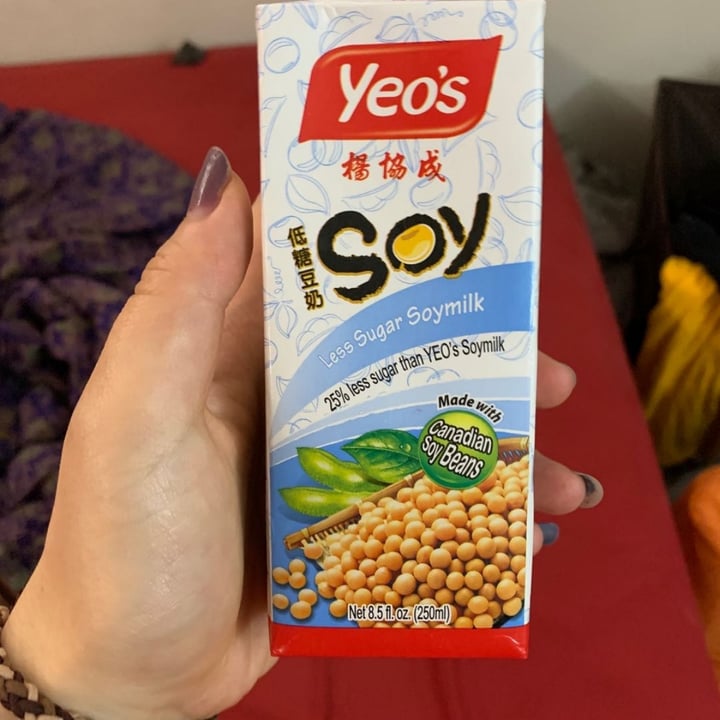 Yeo's
楊協成
低糖豆奶
Soy
Less Sugar Soymilk
25% less sugar than YEO's Soymilk
Made with
Canadian
Soy Beans
Net 8.5 fl. oz. (250ml)